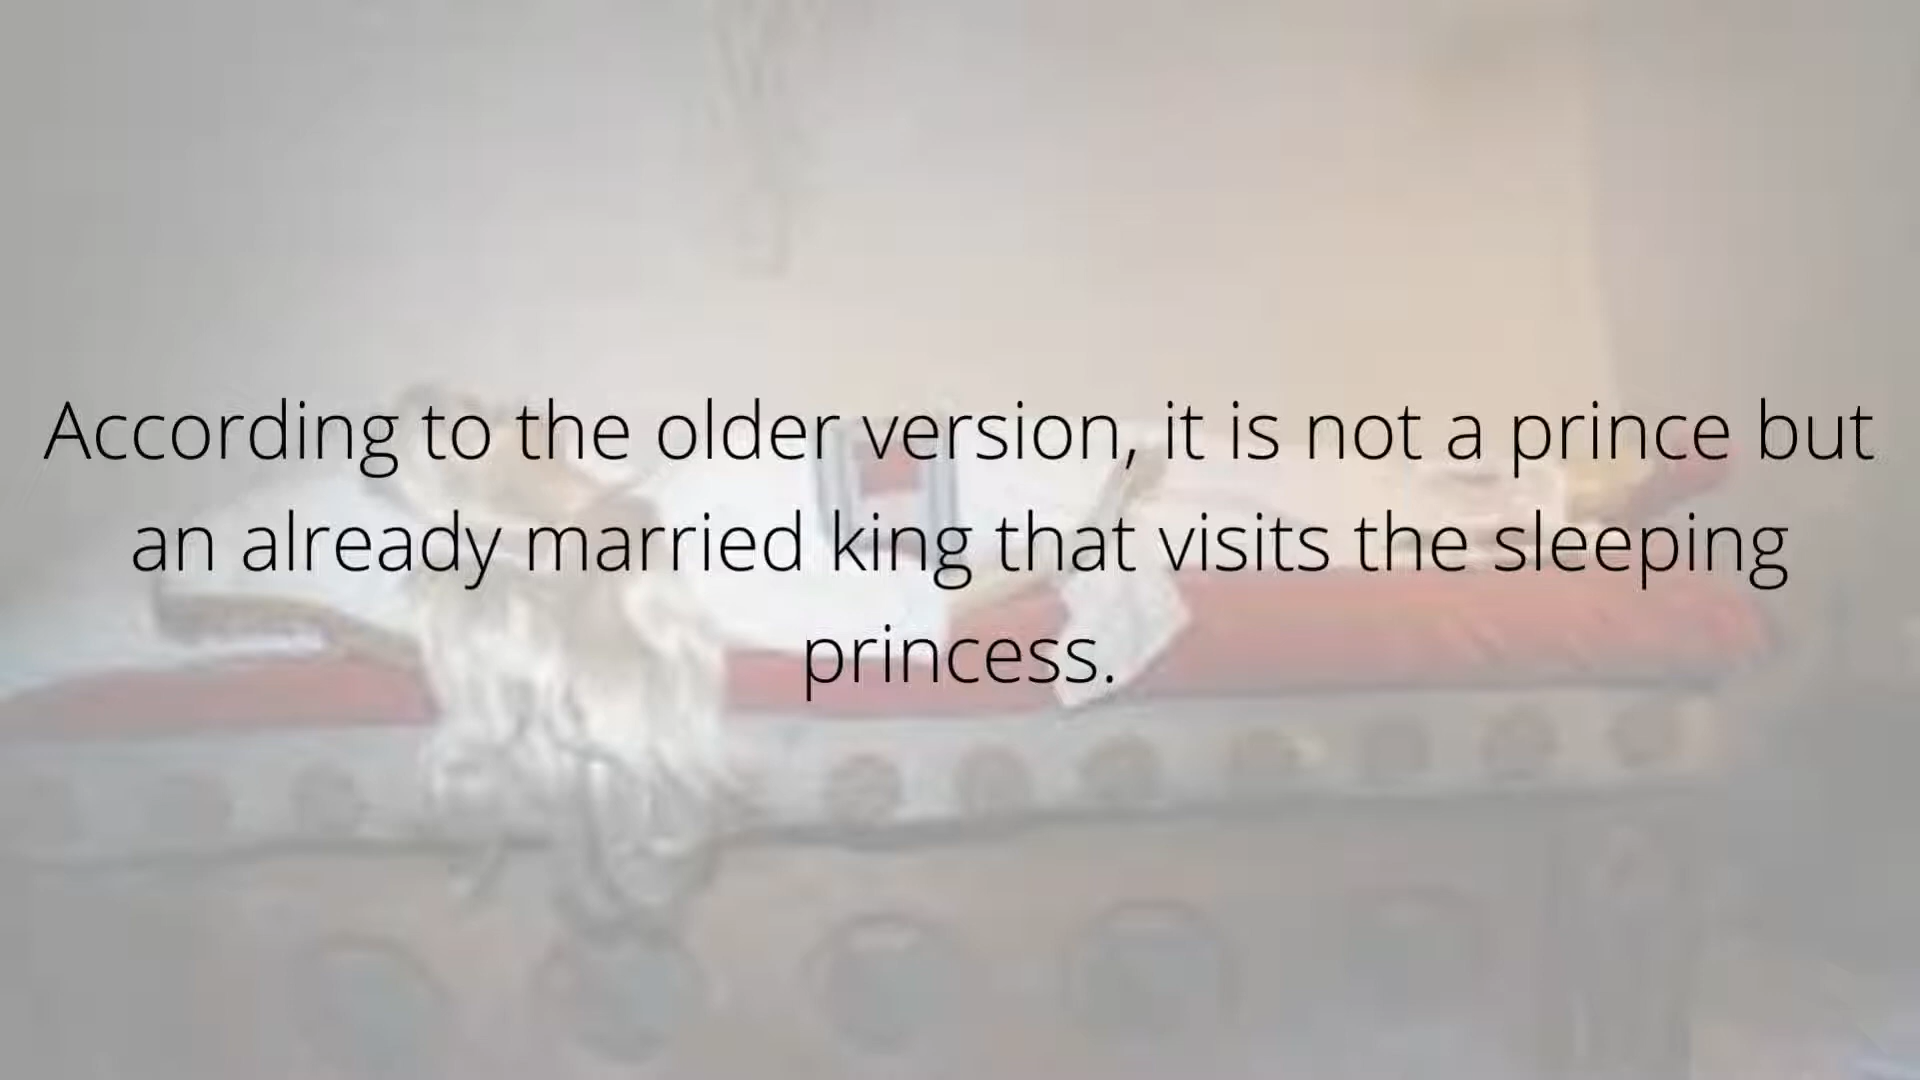 According to the older version, it is not a prince but
an already married king that visits the sleeping
princess.